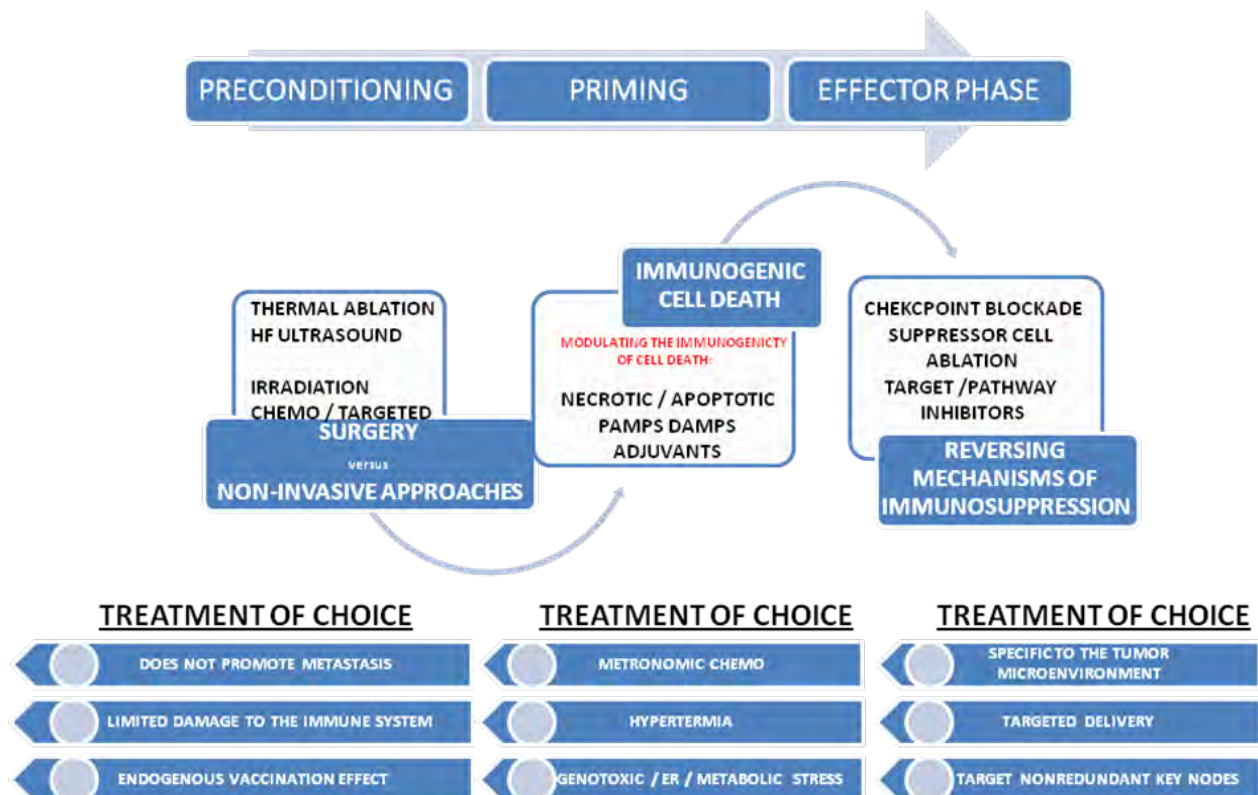 PRECONDITIONING
PRIMING
EFFECTOR PHASE
THERMAL ABLATION
HF ULTRASOUND
IRRADIATION
CHEMO / TARGETED
SURGERY
versus
NON-INVASIVE APPROACHES
IMMUNOGENIC
CELL DEATH
MODULATING THE IMMUNOGENICTY
OF CELL DEATH:
NECROTIC / APOPTOTIC
PAMPS DAMPS
ADJUVANTS
CHEKCPOINT BLOCKADE
SUPPRESSOR CELL
ABLATION
TARGET /PATHWAY
INHIBITORS
REVERSING
MECHANISMS OF
IMMUNOSUPPRESSION
TREATMENT OF CHOICE
DOES NOT PROMOTE METASTASIS
LIMITED DAMAGE TO THE IMMUNE SYSTEM
ENDOGENOUS VACCINATION EFFECT
TREATMENT OF CHOICE
METRONOMIC CHEMO
HYPERTERMIA
GENOTOXIC / ER / METABOLIC STRESS
TREATMENT OF CHOICE
SPECIFIC TO THE TUMOR
MICROENVIRONMENT
TARGETED DELIVERY
TARGET NONREDUNDANT KEY NODES